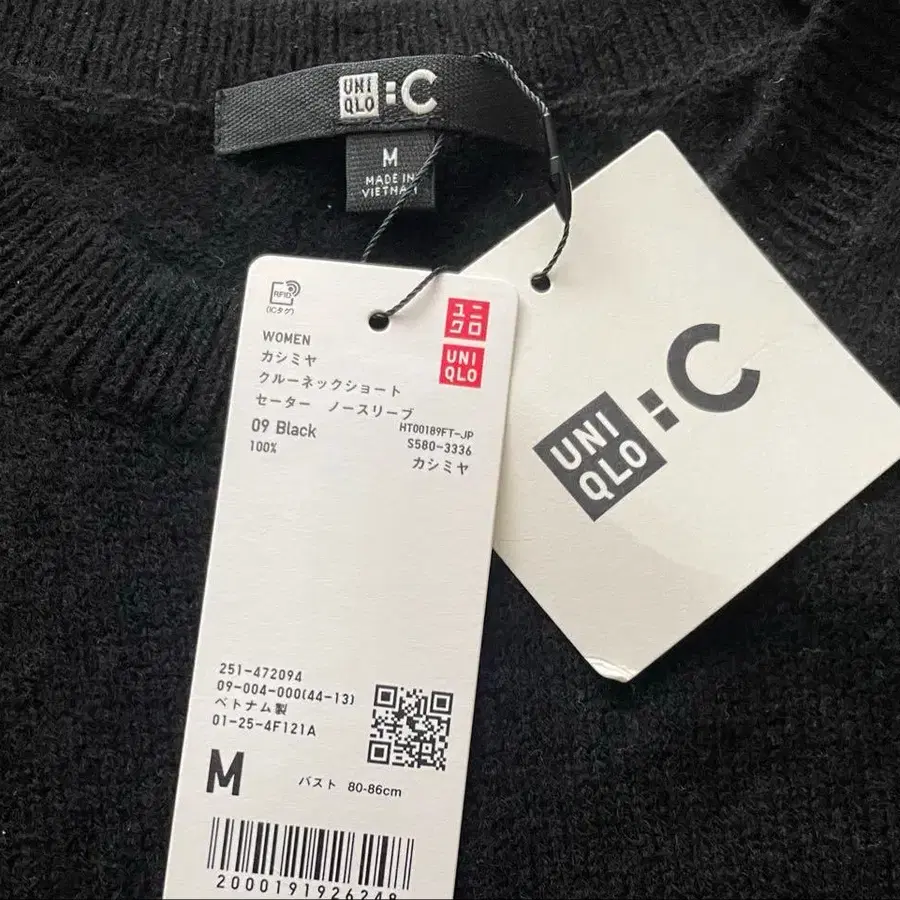 UNI
QLO
:C
M
MADE IN
VIETNAM
RFID
(ICタグ)
ユニ
クロ
UNI
QLO
WOMEN
カシミヤ
クルーネックショート
セーター　ノースリーブ
09 Black
HT00189FT-JP
100%
S580-3336
カシミヤ
UNI
QLO
:C
251-472094
09-004-000(44-13)
ベトナム製
01-25-4F121A
M
バスト 80-86cm
2000191926248